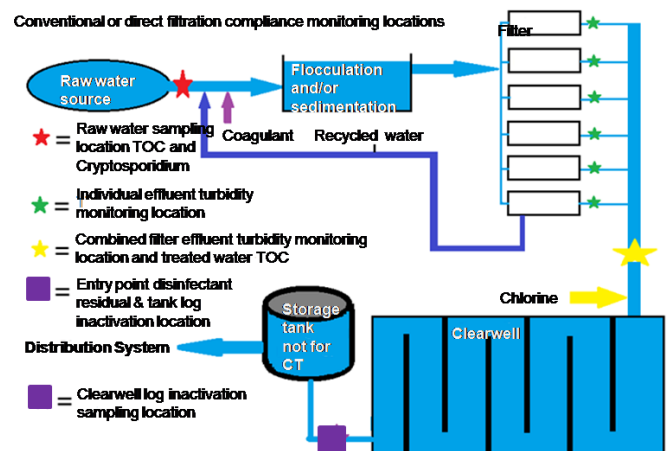 Conventional or direct filtration compliance monitoring locations
Filter
Raw water
source
Flocculation
and/or
sedimentation
Coagulant
Recycled water
= Raw water sampling
location TOC and
Cryptosporidium
= Individual effluent turbidity
monitoring location
= Combined filter effluent turbidity monitoring
location and treated water TOC
= Entry point disinfectant
residual & tank log
inactivation location
Chlorine
Storage
tank
not for
CT
Clearwell
Distribution System
= Clearwell log inactivation
sampling location